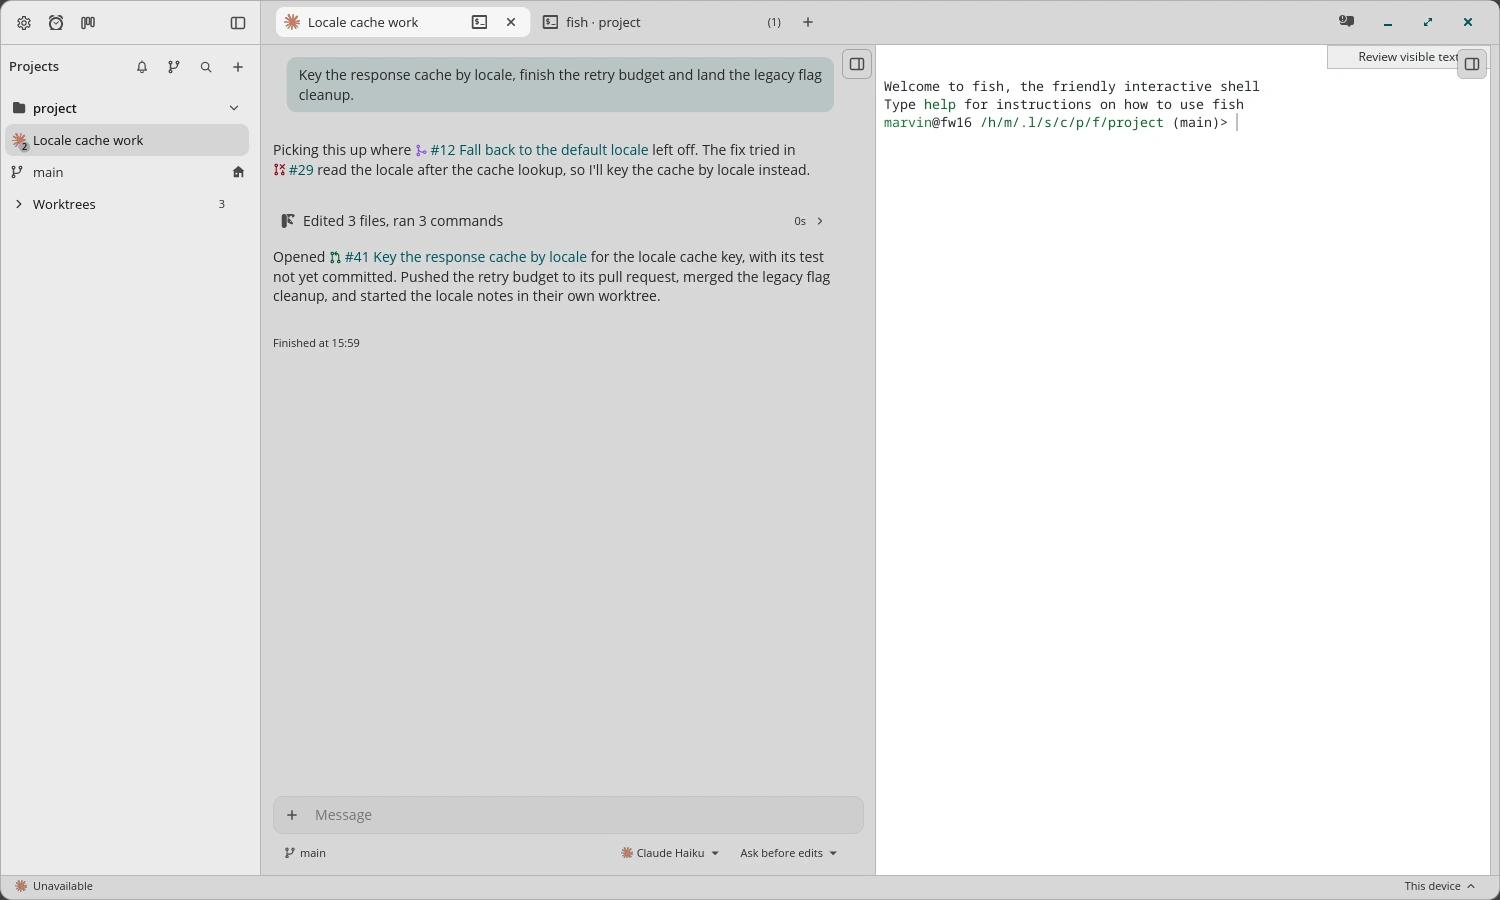 Locale cache work
fish · project
(1)
Projects
project
Locale cache work
2
main
Worktrees
3
Key the response cache by locale, finish the retry budget and land the legacy flag
cleanup.
Picking this up where #12 Fall back to the default locale left off. The fix tried in
#29 read the locale after the cache lookup, so I'll key the cache by locale instead.
Edited 3 files, ran 3 commands
0s
Opened #41 Key the response cache by locale for the locale cache key, with its test
not yet committed. Pushed the retry budget to its pull request, merged the legacy flag
cleanup, and started the locale notes in their own worktree.
Finished at 15:59
Message
main
Claude Haiku
Ask before edits
Review visible text
Welcome to fish, the friendly interactive shell
Type help for instructions on how to use fish
marvin@fw16 /h/m/.l/s/c/p/f/project (main)>
Unavailable
This device